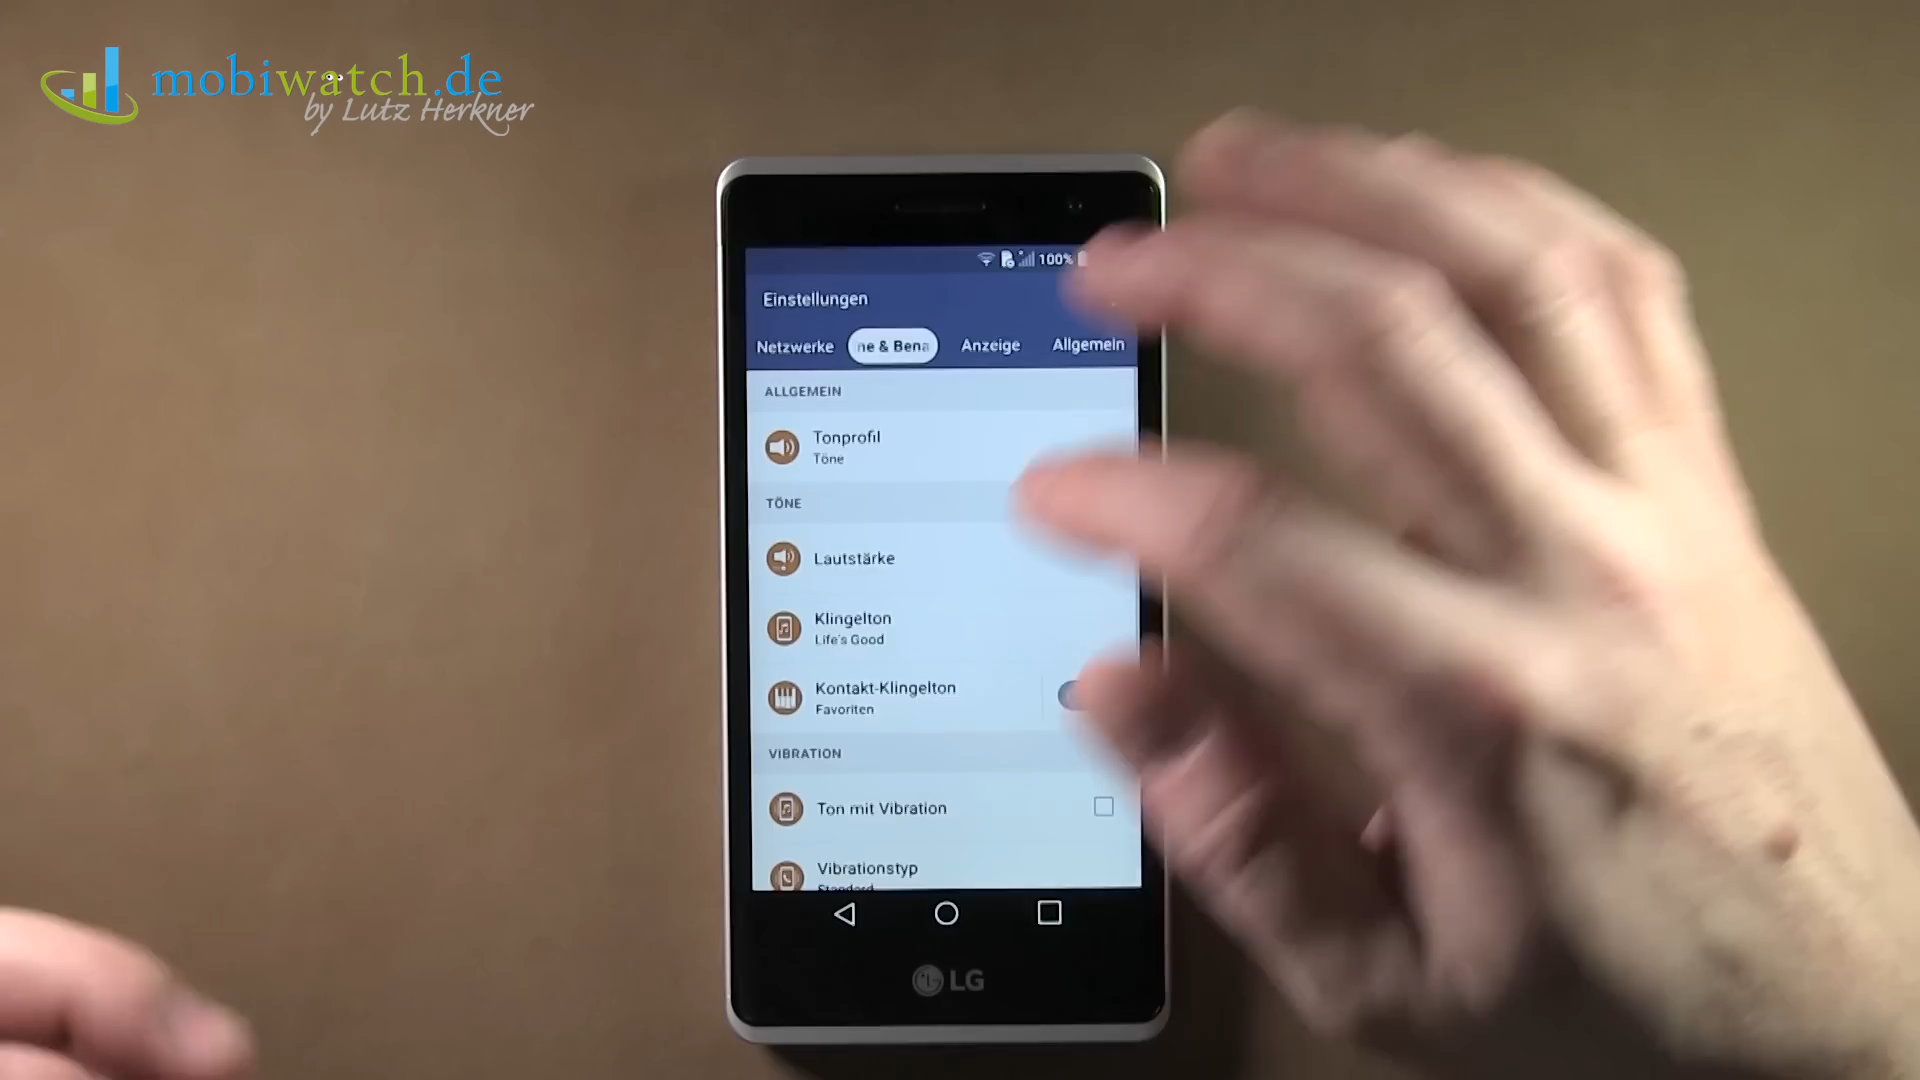 mobiwatch.de
by Lutz Herkner
100%
Einstellungen
Netzwerke
ne & Bena
Anzeige
Allgemein
ALLGEMEIN
Tonprofil
Töne
TÖNE
Lautstärke
Klingelton
Life's Good
Kontakt-Klingelton
Favoriten
VIBRATION
Ton mit Vibration
Vibrationstyp
Standard
LG